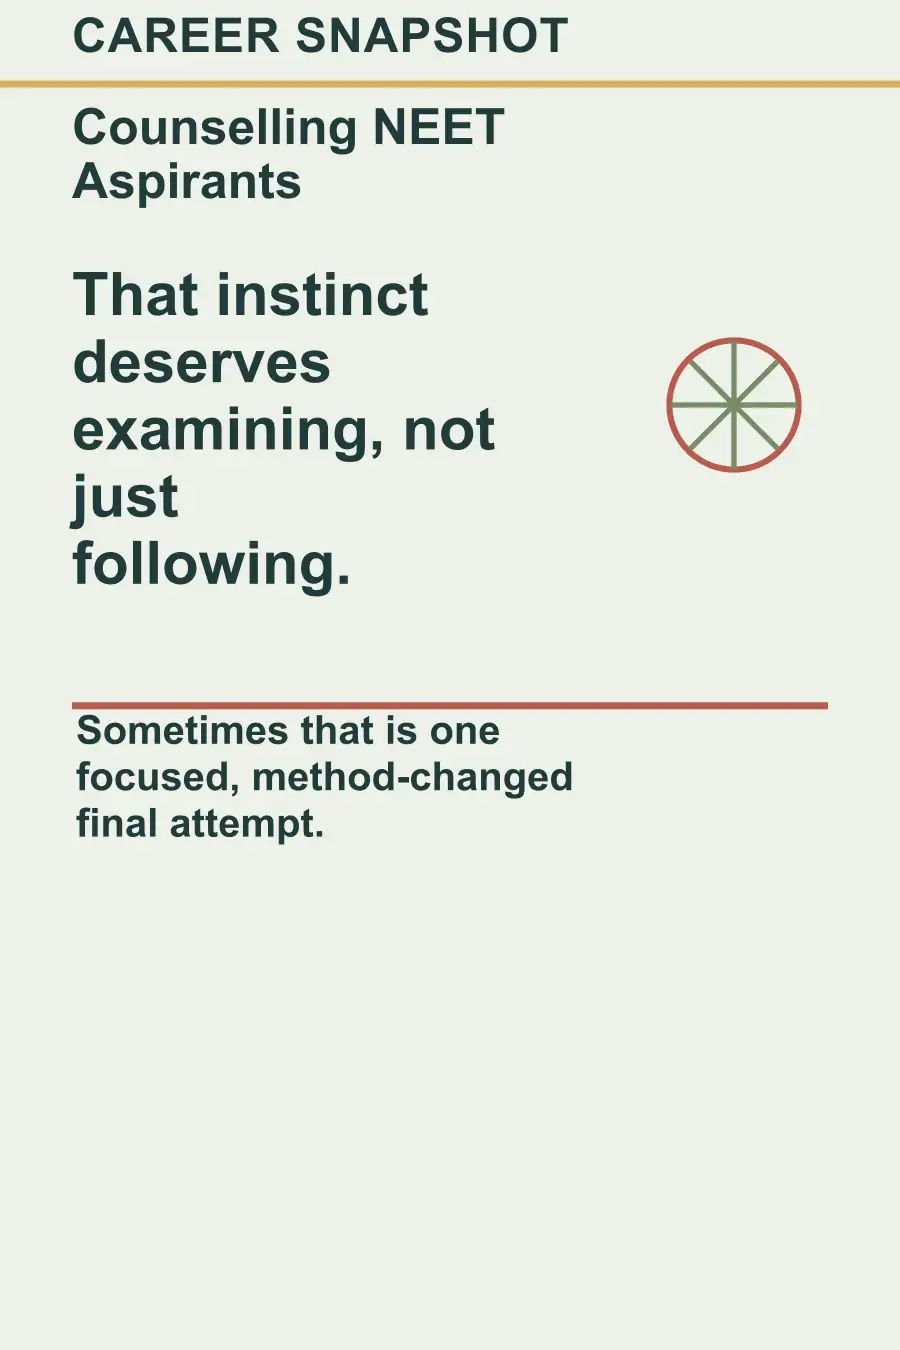 CAREER SNAPSHOT
Counselling NEET
Aspirants
That instinct
deserves
examining, not
just
following.
Sometimes that is one
focused, method-changed
final attempt.